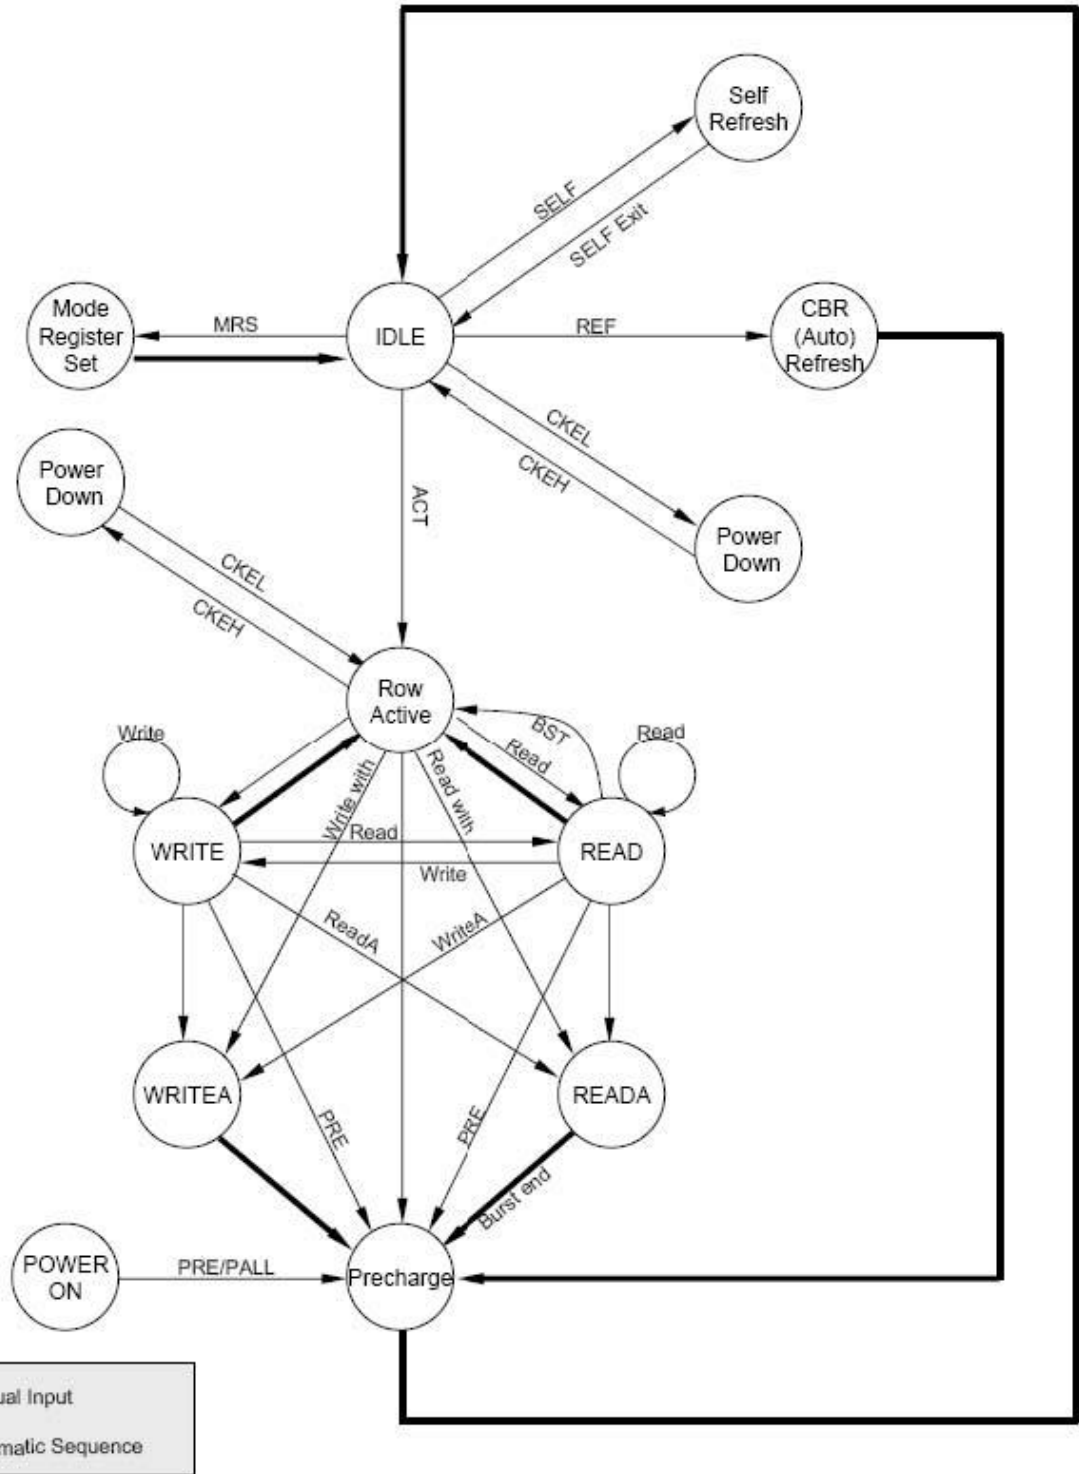 Self
Refresh
SELF
SELF Exit
Mode
Register
Set
MRS
IDLE
REF
CBR
(Auto)
Refresh
CKEL
CKEH
Power
Down
ACT
Power
Down
CKEL
CKEH
Row
Active
Write
BST
Read
Read
Write with
Read with
WRITE
Read
READ
Write
ReadA
WriteA
WRITEA
READA
PRE
PRE
Burst end
POWER
ON
PRE/PALL
Precharge
ual Input
matic Sequence